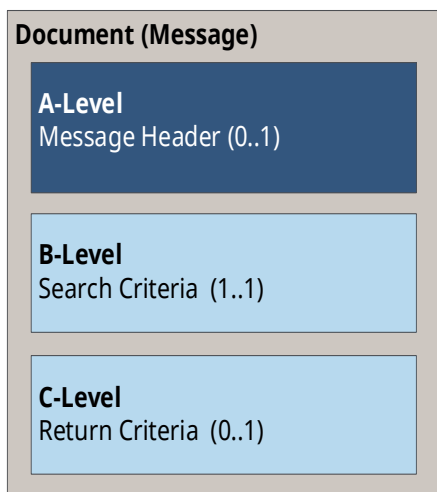 Document (Message)
A-Level
Message Header (0..1)
B-Level
Search Criteria (1..1)
C-Level
Return Criteria (0..1)